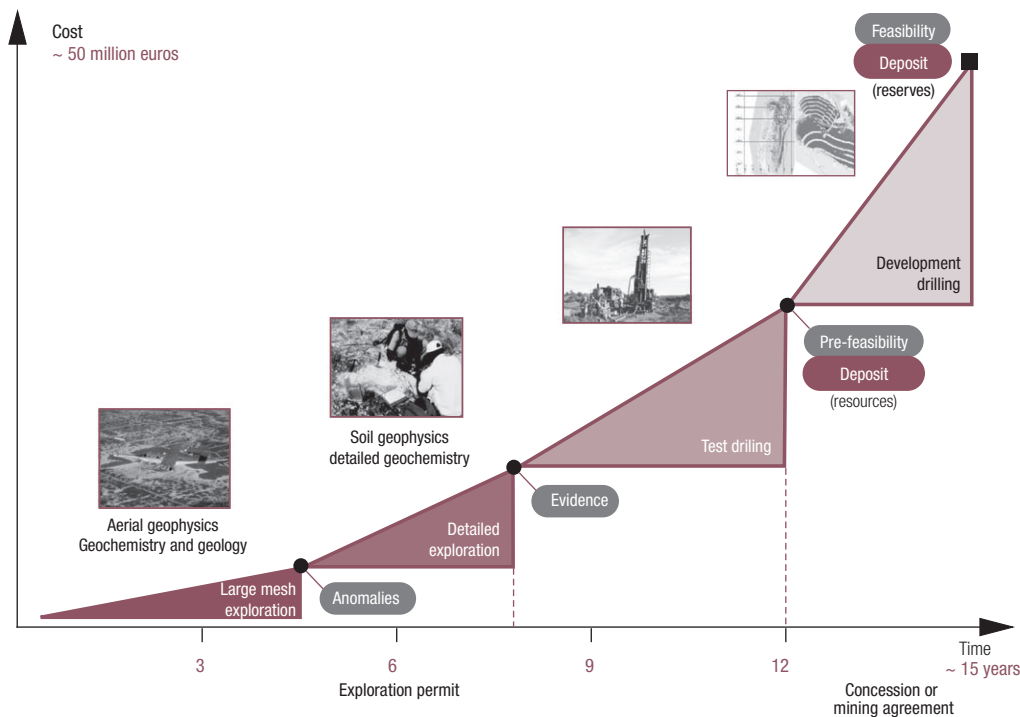 Cost
~ 50 million euros
Feasibility
Deposit
(reserves)
Development
drilling
Pre-feasibility
Deposit
(resources)
Test driling
Soil geophysics
detailed geochemistry
Evidence
Aerial geophysics
Geochemistry and geology
Detailed
exploration
Large mesh
exploration
Anomalies
3
6
9
12
Time
~ 15 years
Exploration permit
Concession or
mining agreement